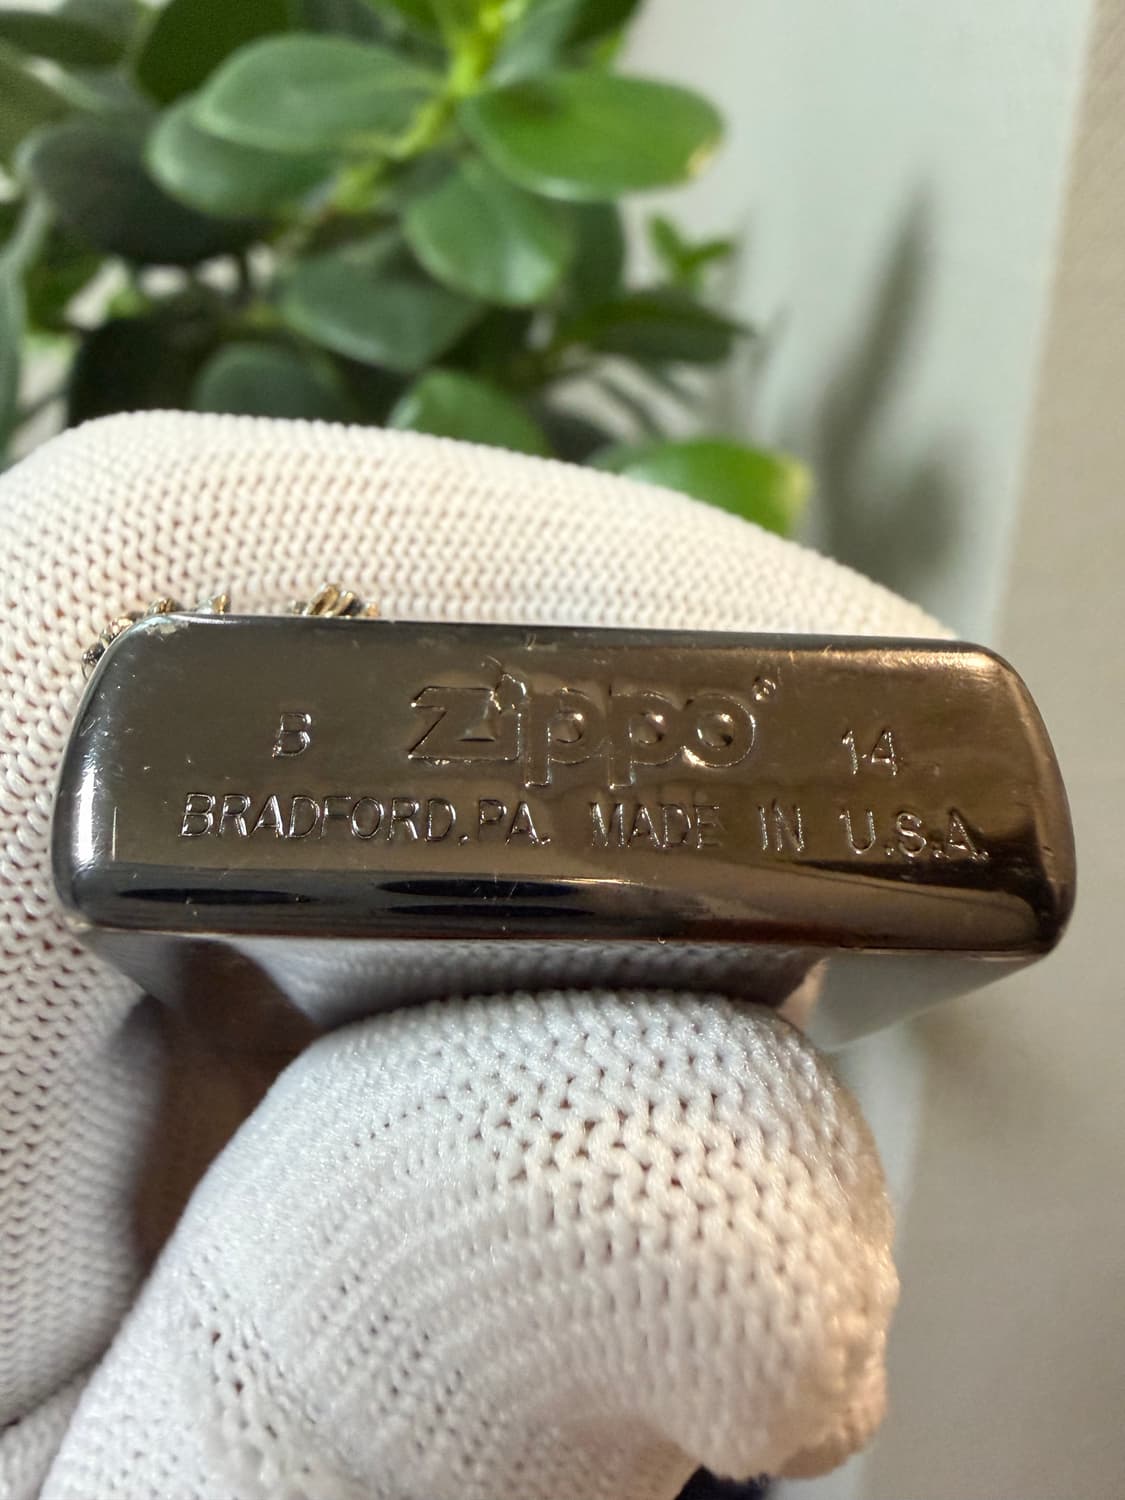 B zippo® 14
BRADFORD, PA. MADE IN U.S.A.